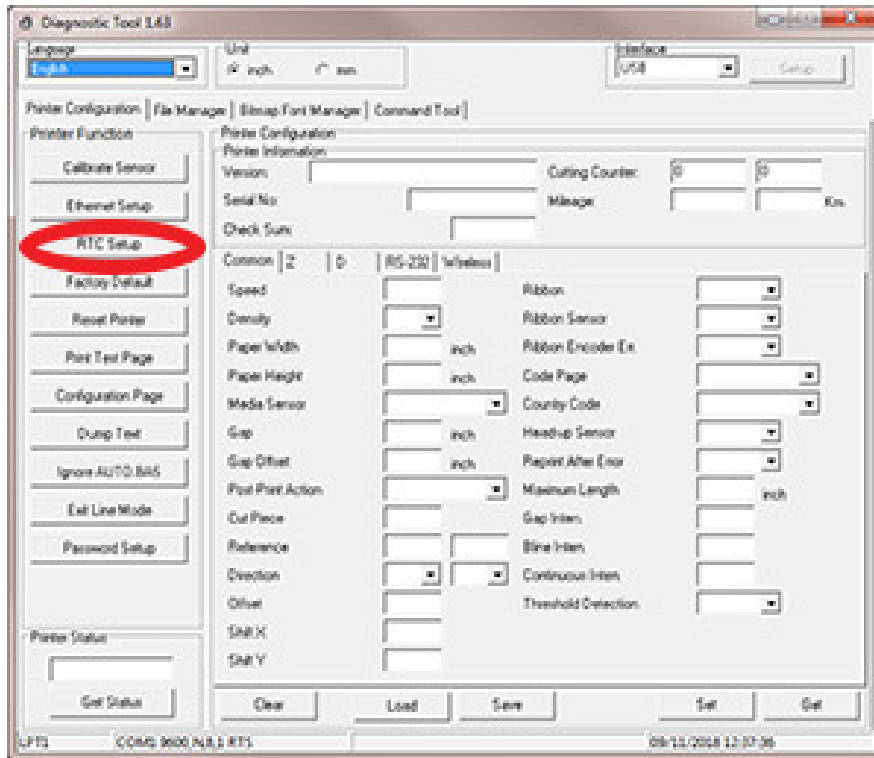 Diagnostic Tool 1.63
Language
English
Unit
inch
mm
Interface
USB
Setup
Printer Configuration
File Manager
Bitmap Font Manager
Command Tool
Printer Function
Calibrate Sensor
Ethernet Setup
RTC Setup
Factory Default
Reset Printer
Print Test Page
Configuration Page
Dump Text
Ignore AUTO.BAS
Exit Line Mode
Password Setup
Printer Status
Get Status
Printer Configuration
Printer Information
Version:
Cutting Counter:
0
0
Serial No:
Mileage:
Km
Check Sum:
Common
Z
D
RS-232
Wireless
Speed
Ribbon
Density
Ribbon Sensor
Paper Width
inch
Ribbon Encoder Err.
Paper Height
inch
Code Page
Media Sensor
Country Code
Gap
inch
Head-up Sensor
Gap Offset
inch
Reprint After Error
Post-Print Action
Maximum Length
inch
Cut Piece
Gap Inten.
Reference
Bline Inten.
Direction
Continuous Inten.
Offset
Threshold Detection
Shift X
Shift Y
Clear
Load
Save
Set
Get
LPT1
COM1 9600,N,8,1 RTS